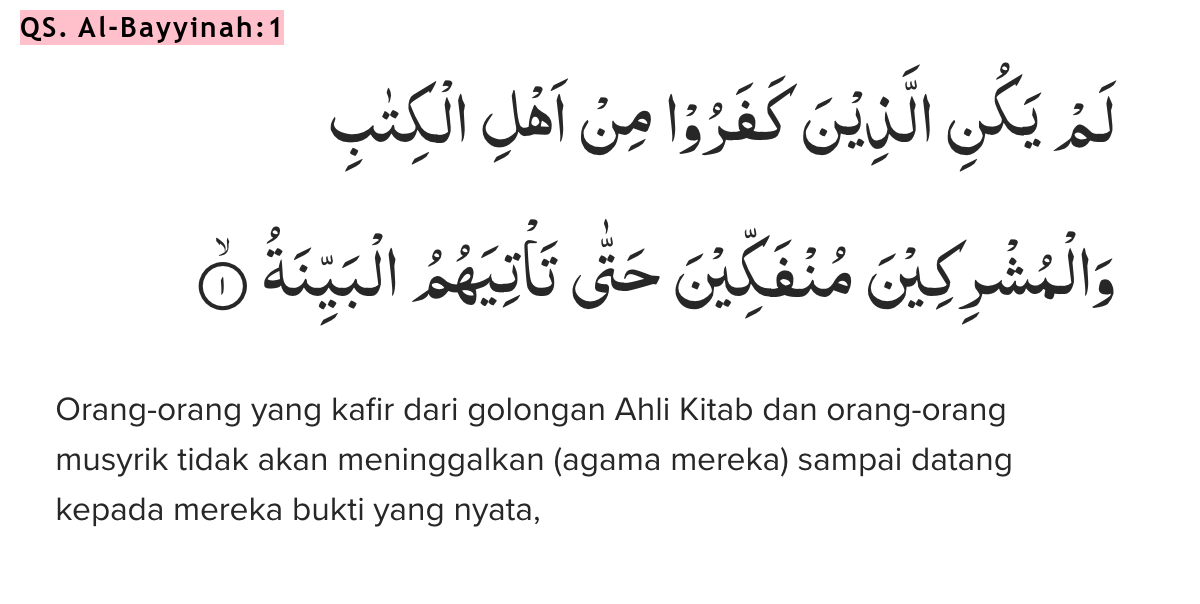 QS. Al-Bayyinah:1
لَمْ يَكُنِ الَّذِيْنَ كَفَرُوْا مِنْ اَهْلِ الْكِتٰبِ
وَالْمُشْرِكِيْنَ مُنْفَكِّيْنَ حَتّٰى تَأْتِيَهُمُ الْبَيِّنَةُ ۙ ١
Orang-orang yang kafir dari golongan Ahli Kitab dan orang-orang
musyrik tidak akan meninggalkan (agama mereka) sampai datang
kepada mereka bukti yang nyata,